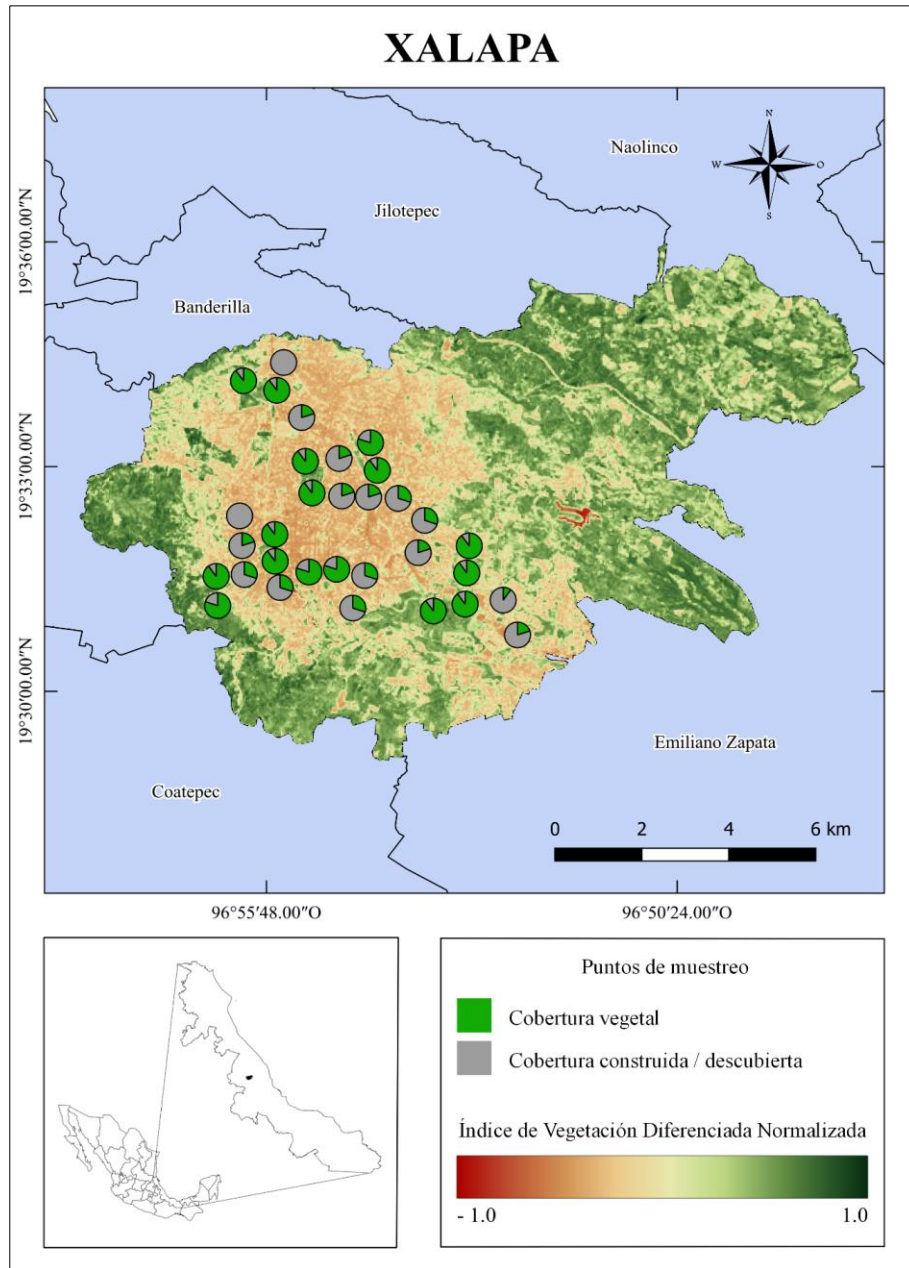 XALAPA
Naolinco
N
W
O
S
Jilotepec
Banderilla
19°36′00.00″N
19°33′00.00″N
19°30′00.00″N
Emiliano Zapata
Coatepec
0 2 4 6 km
96°55′48.00″O
96°50′24.00″O
Puntos de muestreo
Cobertura vegetal
Cobertura construida / descubierta
Índice de Vegetación Diferenciada Normalizada
- 1.0
1.0